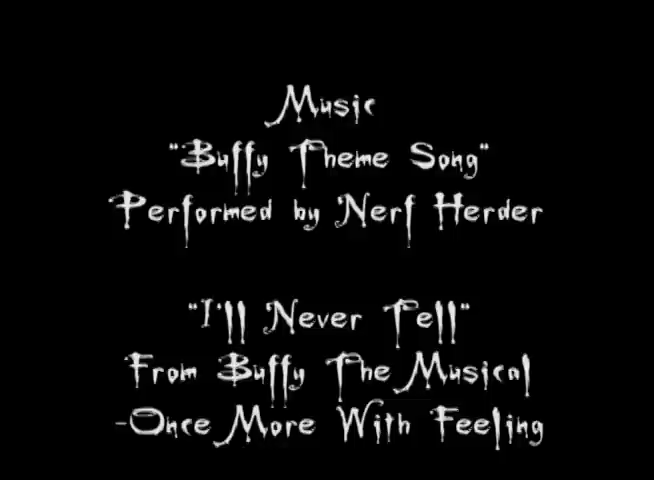 Music
"Buffy Theme Song"
Performed by Nerf Herder
"I'll Never Tell"
From Buffy The Musical
-Once More With Feeling